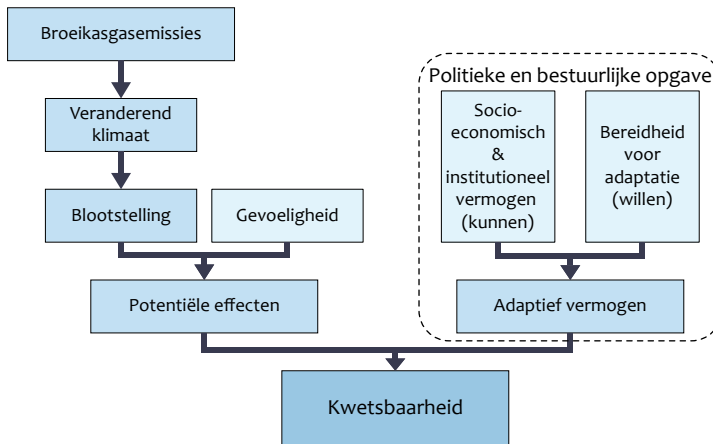 Broeikasgasemissies
Veranderend
klimaat
Blootstelling
Gevoeligheid
Potentiële effecten
Politieke en bestuurlijke opgave
Socio-
economisch
&
institutioneel
vermogen
(kunnen)
Bereidheid
voor
adaptatie
(willen)
Adaptief vermogen
Kwetsbaarheid